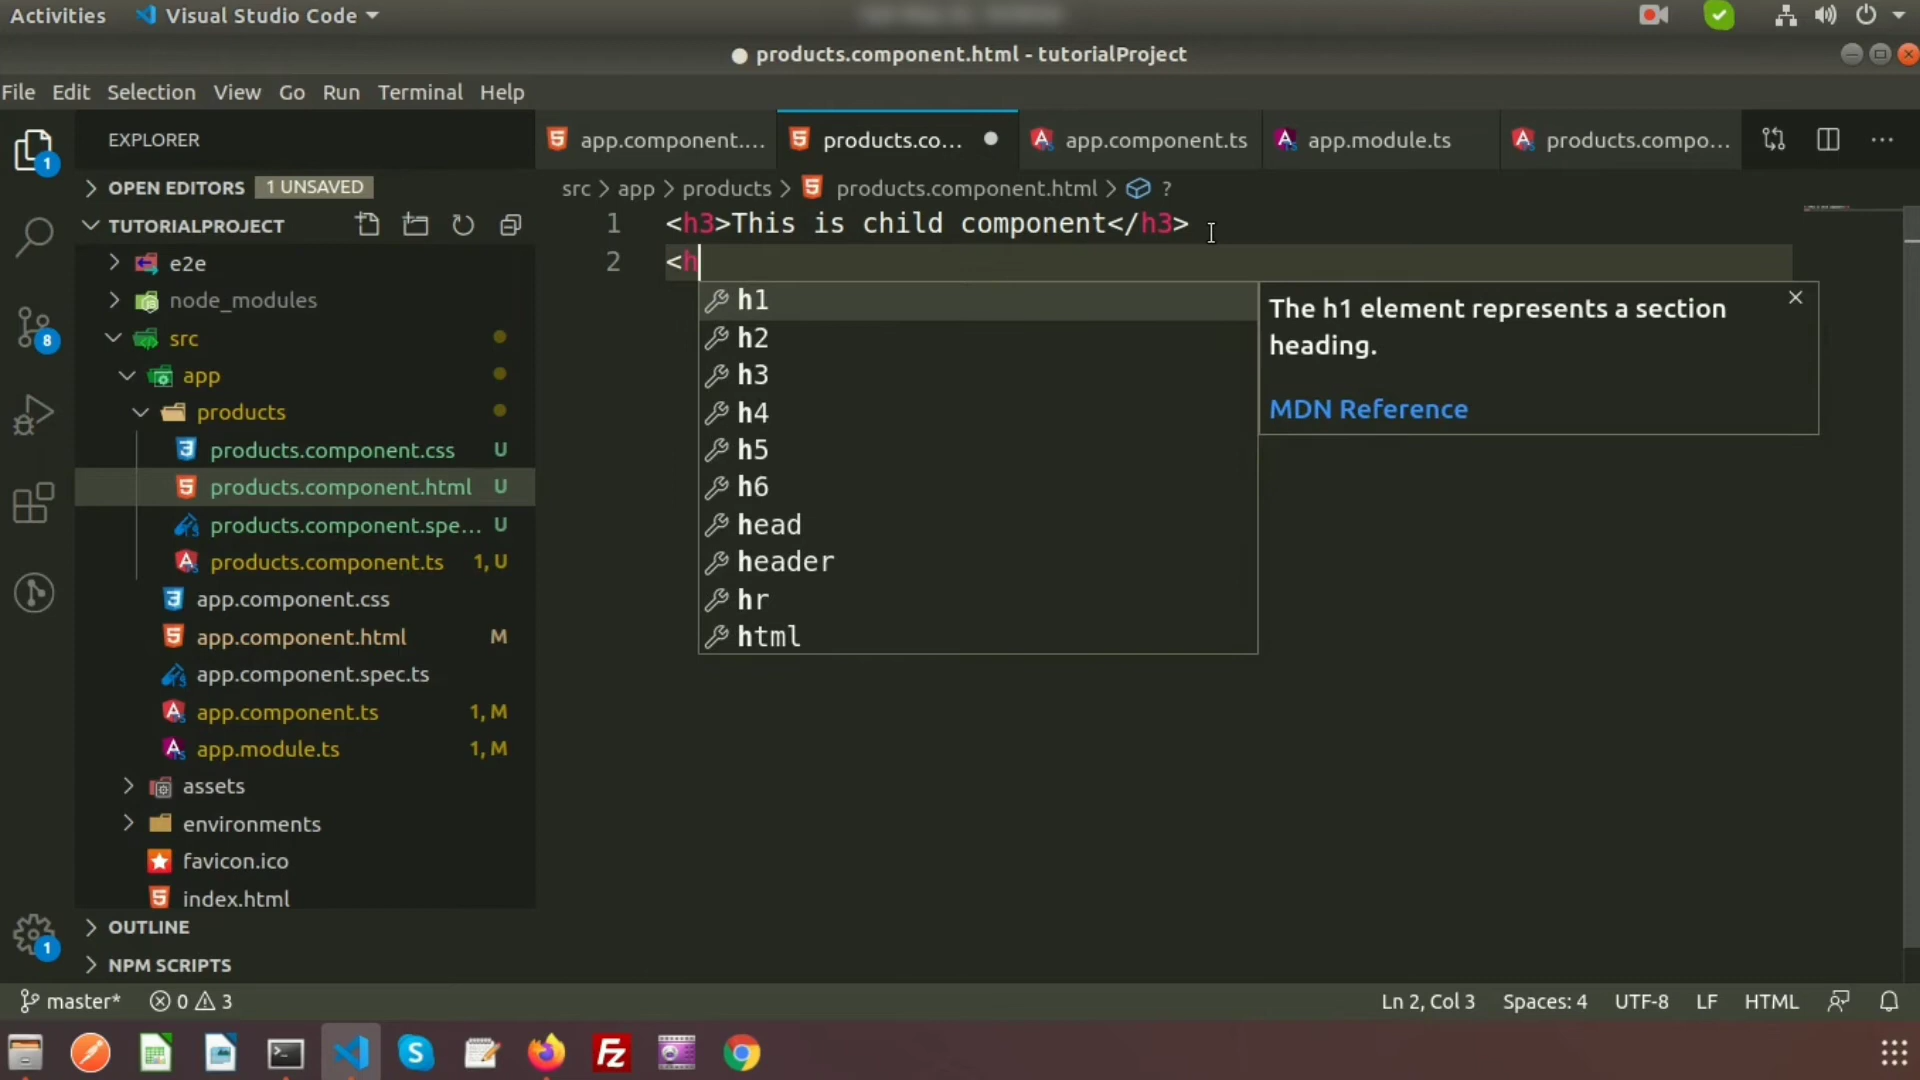 Activities Visual Studio Code
products.component.html - tutorialProject
File Edit Selection View Go Run Terminal Help
EXPLORER
1
OPEN EDITORS 1 UNSAVED
TUTORIALPROJECT
e2e
node_modules
src
8
app
products
products.component.css U
products.component.html U
products.component.spe... U
products.component.ts 1, U
app.component.css
app.component.html M
app.component.spec.ts
app.component.ts 1, M
app.module.ts 1, M
assets
environments
favicon.ico
index.html
OUTLINE
1
NPM SCRIPTS
app.component.... products.co... app.component.ts app.module.ts products.compo...
src > app > products > products.component.html > ?
1 <h3>This is child component</h3>
2 <h
h1
h2
h3
h4
h5
h6
head
header
hr
html
The h1 element represents a section
heading.
MDN Reference
master* 0 3 Ln 2, Col 3 Spaces: 4 UTF-8 LF HTML
Fz